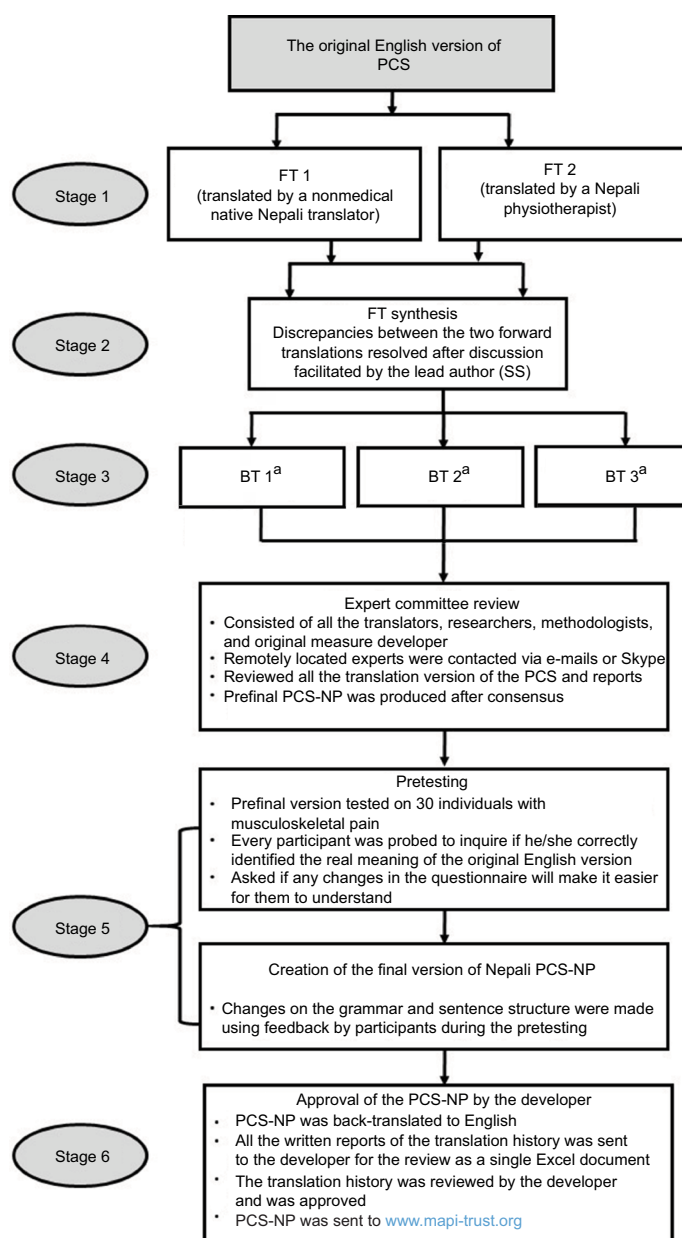 The original English version of
PCS
Stage 1
FT 1
(translated by a nonmedical
native Nepali translator)
FT 2
(translated by a Nepali
physiotherapist)
Stage 2
FT synthesis
Discrepancies between the two forward
translations resolved after discussion
facilitated by the lead author (SS)
Stage 3
BT 1a
BT 2a
BT 3a
Stage 4
Expert committee review
• Consisted of all the translators, researchers, methodologists,
and original measure developer
• Remotely located experts were contacted via e-mails or Skype
• Reviewed all the translation version of the PCS and reports
• Prefinal PCS-NP was produced after consensus
Stage 5
Pretesting
• Prefinal version tested on 30 individuals with
musculoskeletal pain
• Every participant was probed to inquire if he/she correctly
identified the real meaning of the original English version
• Asked if any changes in the questionnaire will make it easier
for them to understand
Creation of the final version of Nepali PCS-NP
• Changes on the grammar and sentence structure were made
using feedback by participants during the pretesting
Stage 6
Approval of the PCS-NP by the developer
• PCS-NP was back-translated to English
• All the written reports of the translation history was sent
to the developer for the review as a single Excel document
• The translation history was reviewed by the developer
and was approved
• PCS-NP was sent to www.mapi-trust.org